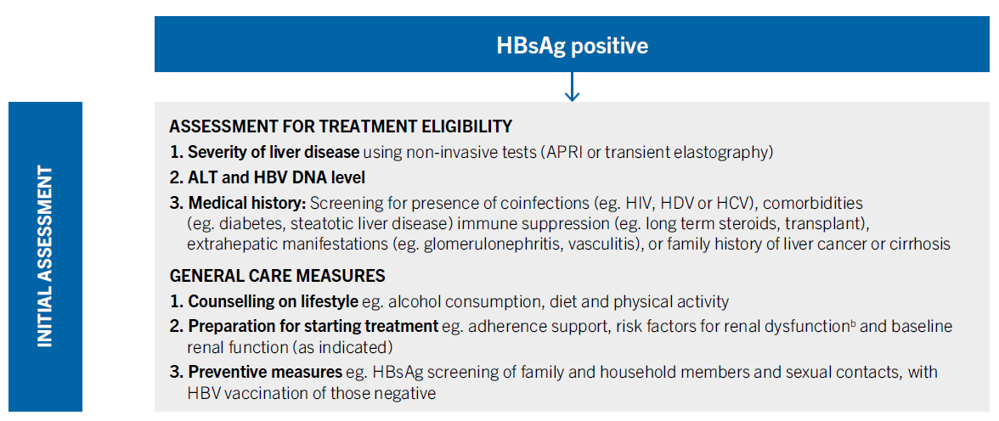 HBsAg positive
INITIAL ASSESSMENT
ASSESSMENT FOR TREATMENT ELIGIBILITY
1. Severity of liver disease using non-invasive tests (APRI or transient elastography)
2. ALT and HBV DNA level
3. Medical history: Screening for presence of coinfections (eg. HIV, HDV or HCV), comorbidities
(eg. diabetes, steatotic liver disease) immune suppression (eg. long term steroids, transplant),
extrahepatic manifestations (eg. glomerulonephritis, vasculitis), or family history of liver cancer or cirrhosis
GENERAL CARE MEASURES
1. Counselling on lifestyle eg. alcohol consumption, diet and physical activity
2. Preparation for starting treatment eg. adherence support, risk factors for renal dysfunctionᵇ and baseline
renal function (as indicated)
3. Preventive measures eg. HBsAg screening of family and household members and sexual contacts, with
HBV vaccination of those negative